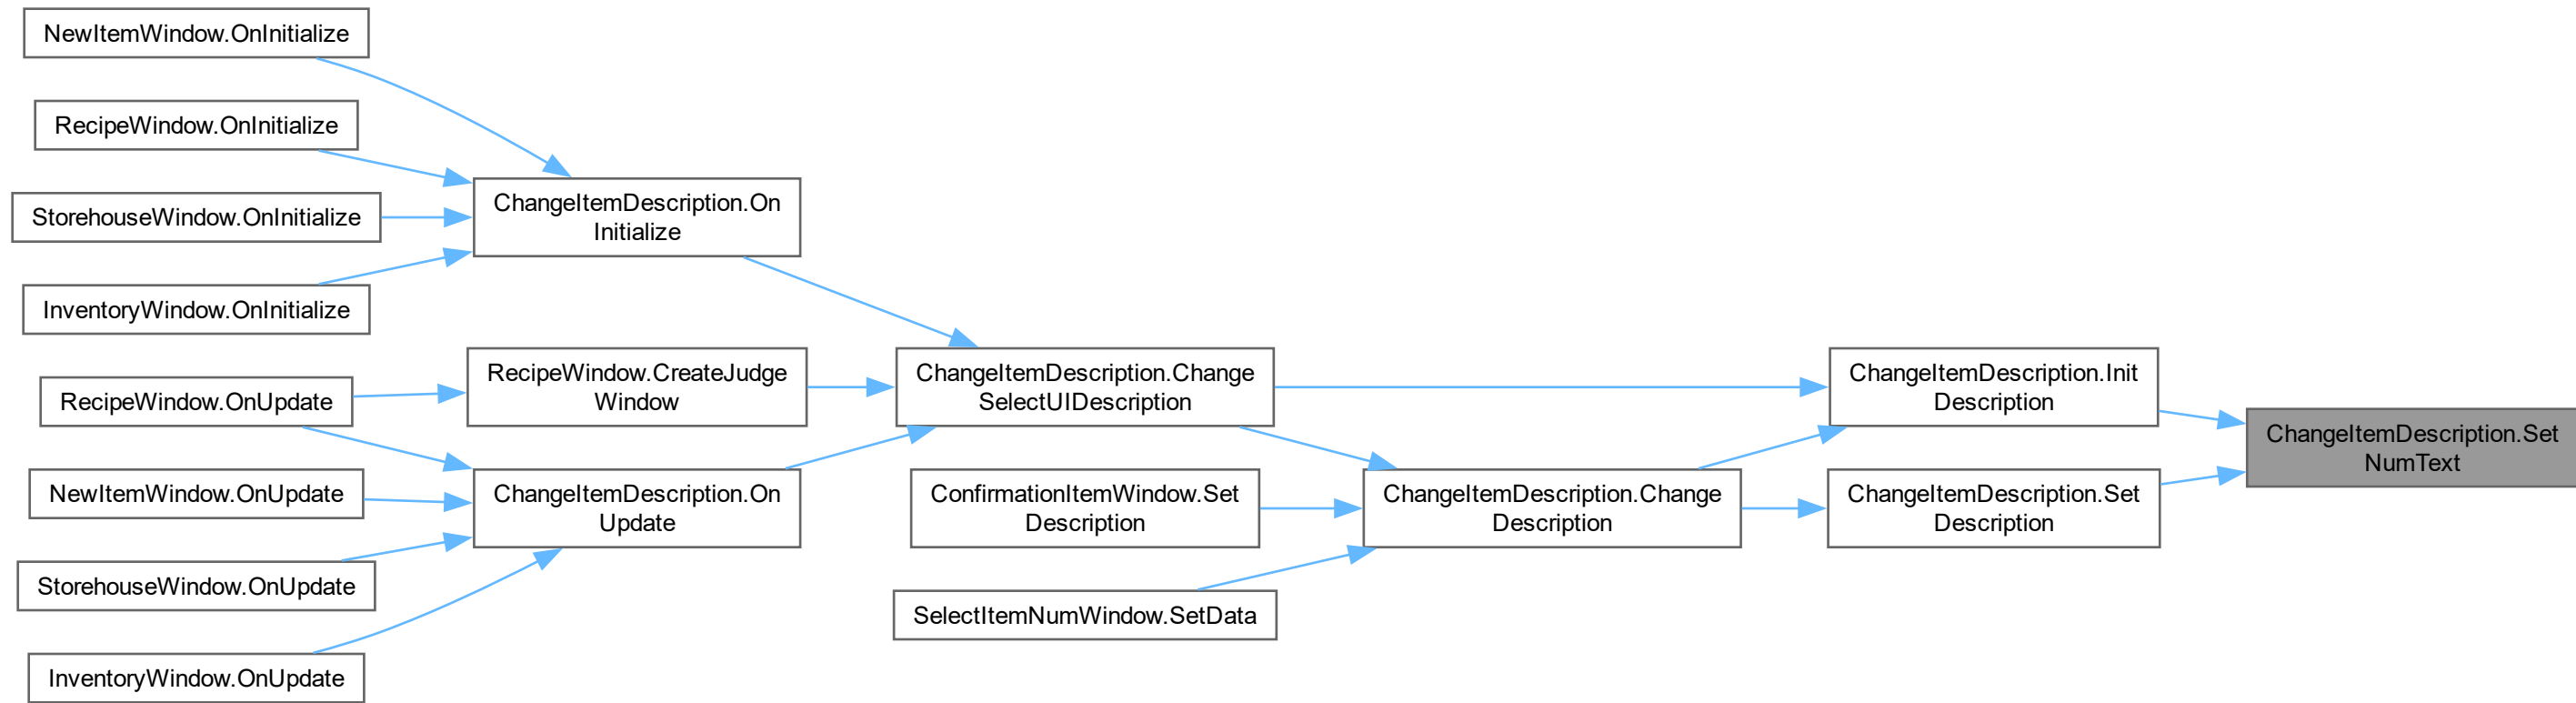 NewItemWindow.OnInitialize
RecipeWindow.OnInitialize
StorehouseWindow.OnInitialize
InventoryWindow.OnInitialize
RecipeWindow.OnUpdate
NewItemWindow.OnUpdate
StorehouseWindow.OnUpdate
InventoryWindow.OnUpdate
ChangeItemDescription.On
Initialize
RecipeWindow.CreateJudge
Window
ChangeItemDescription.On
Update
ChangeItemDescription.Change
SelectUIDescription
ConfirmationItemWindow.Set
Description
SelectItemNumWindow.SetData
ChangeItemDescription.Change
Description
ChangeItemDescription.Init
Description
ChangeItemDescription.Set
Description
ChangeItemDescription.Set
NumText